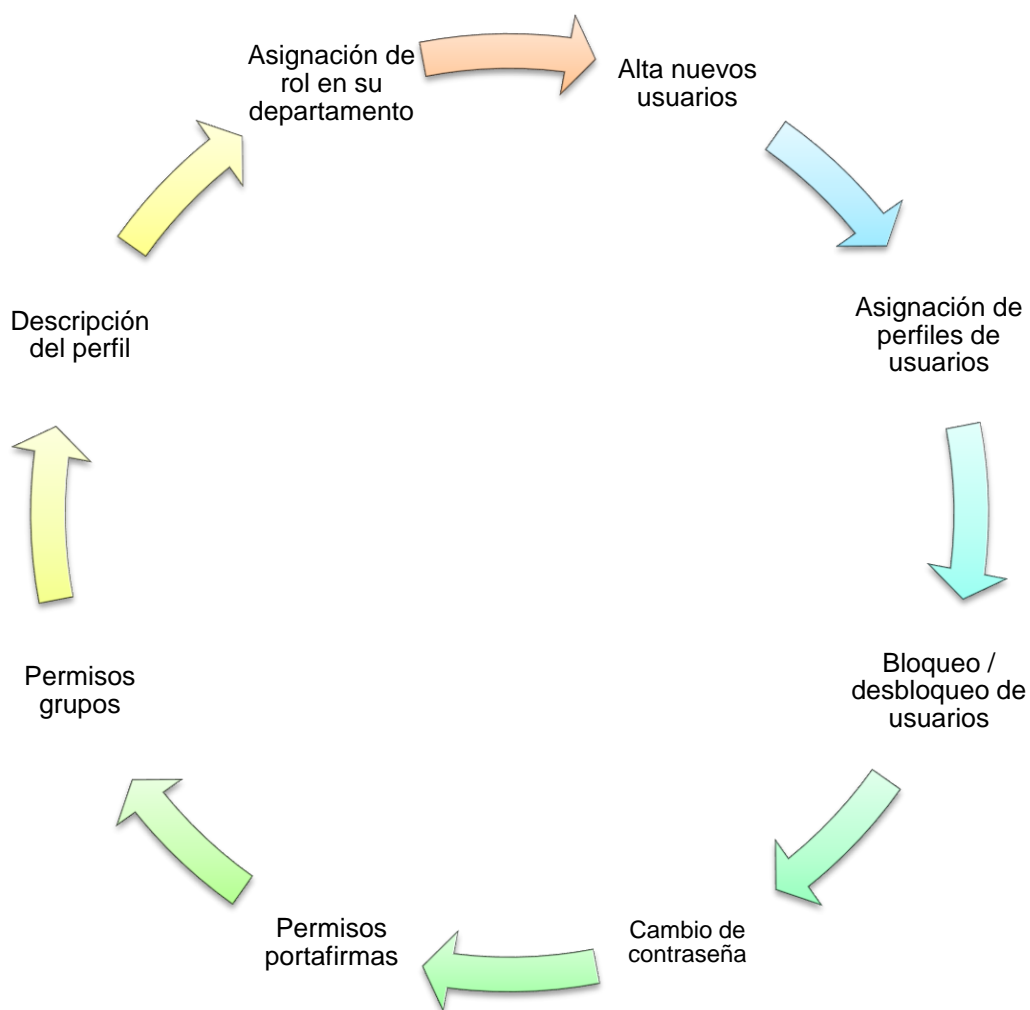 Asignación de
rol en su
departamento
Alta nuevos
usuarios
Asignación de
perfiles de
usuarios
Bloqueo /
desbloqueo de
usuarios
Cambio de
contraseña
Permisos
portafirmas
Permisos
grupos
Descripción
del perfil